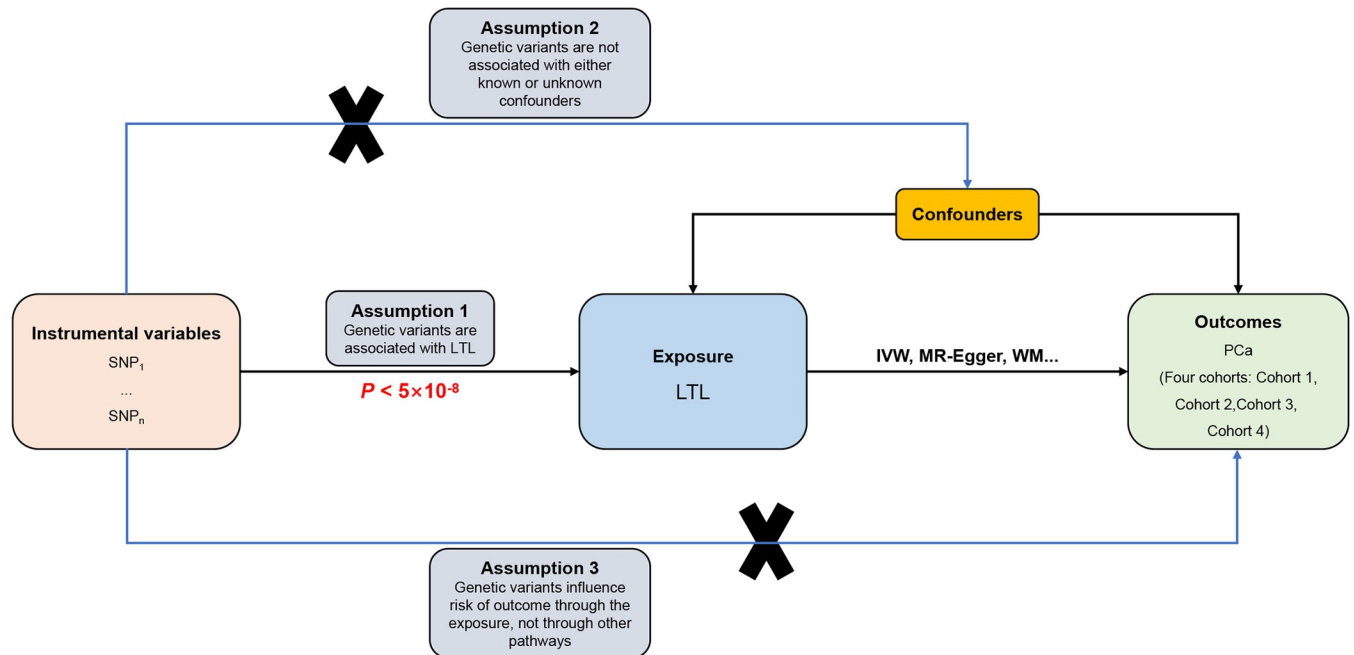 Assumption 2
Genetic variants are not
associated with either
known or unknown
confounders
Confounders
Instrumental variables
SNP₁
...
SNPₙ
Assumption 1
Genetic variants are
associated with LTL
P < 5×10⁻⁸
Exposure
LTL
IVW, MR-Egger, WM...
Outcomes
PCa
(Four cohorts: Cohort 1,
Cohort 2,Cohort 3,
Cohort 4)
Assumption 3
Genetic variants influence
risk of outcome through the
exposure, not through other
pathways